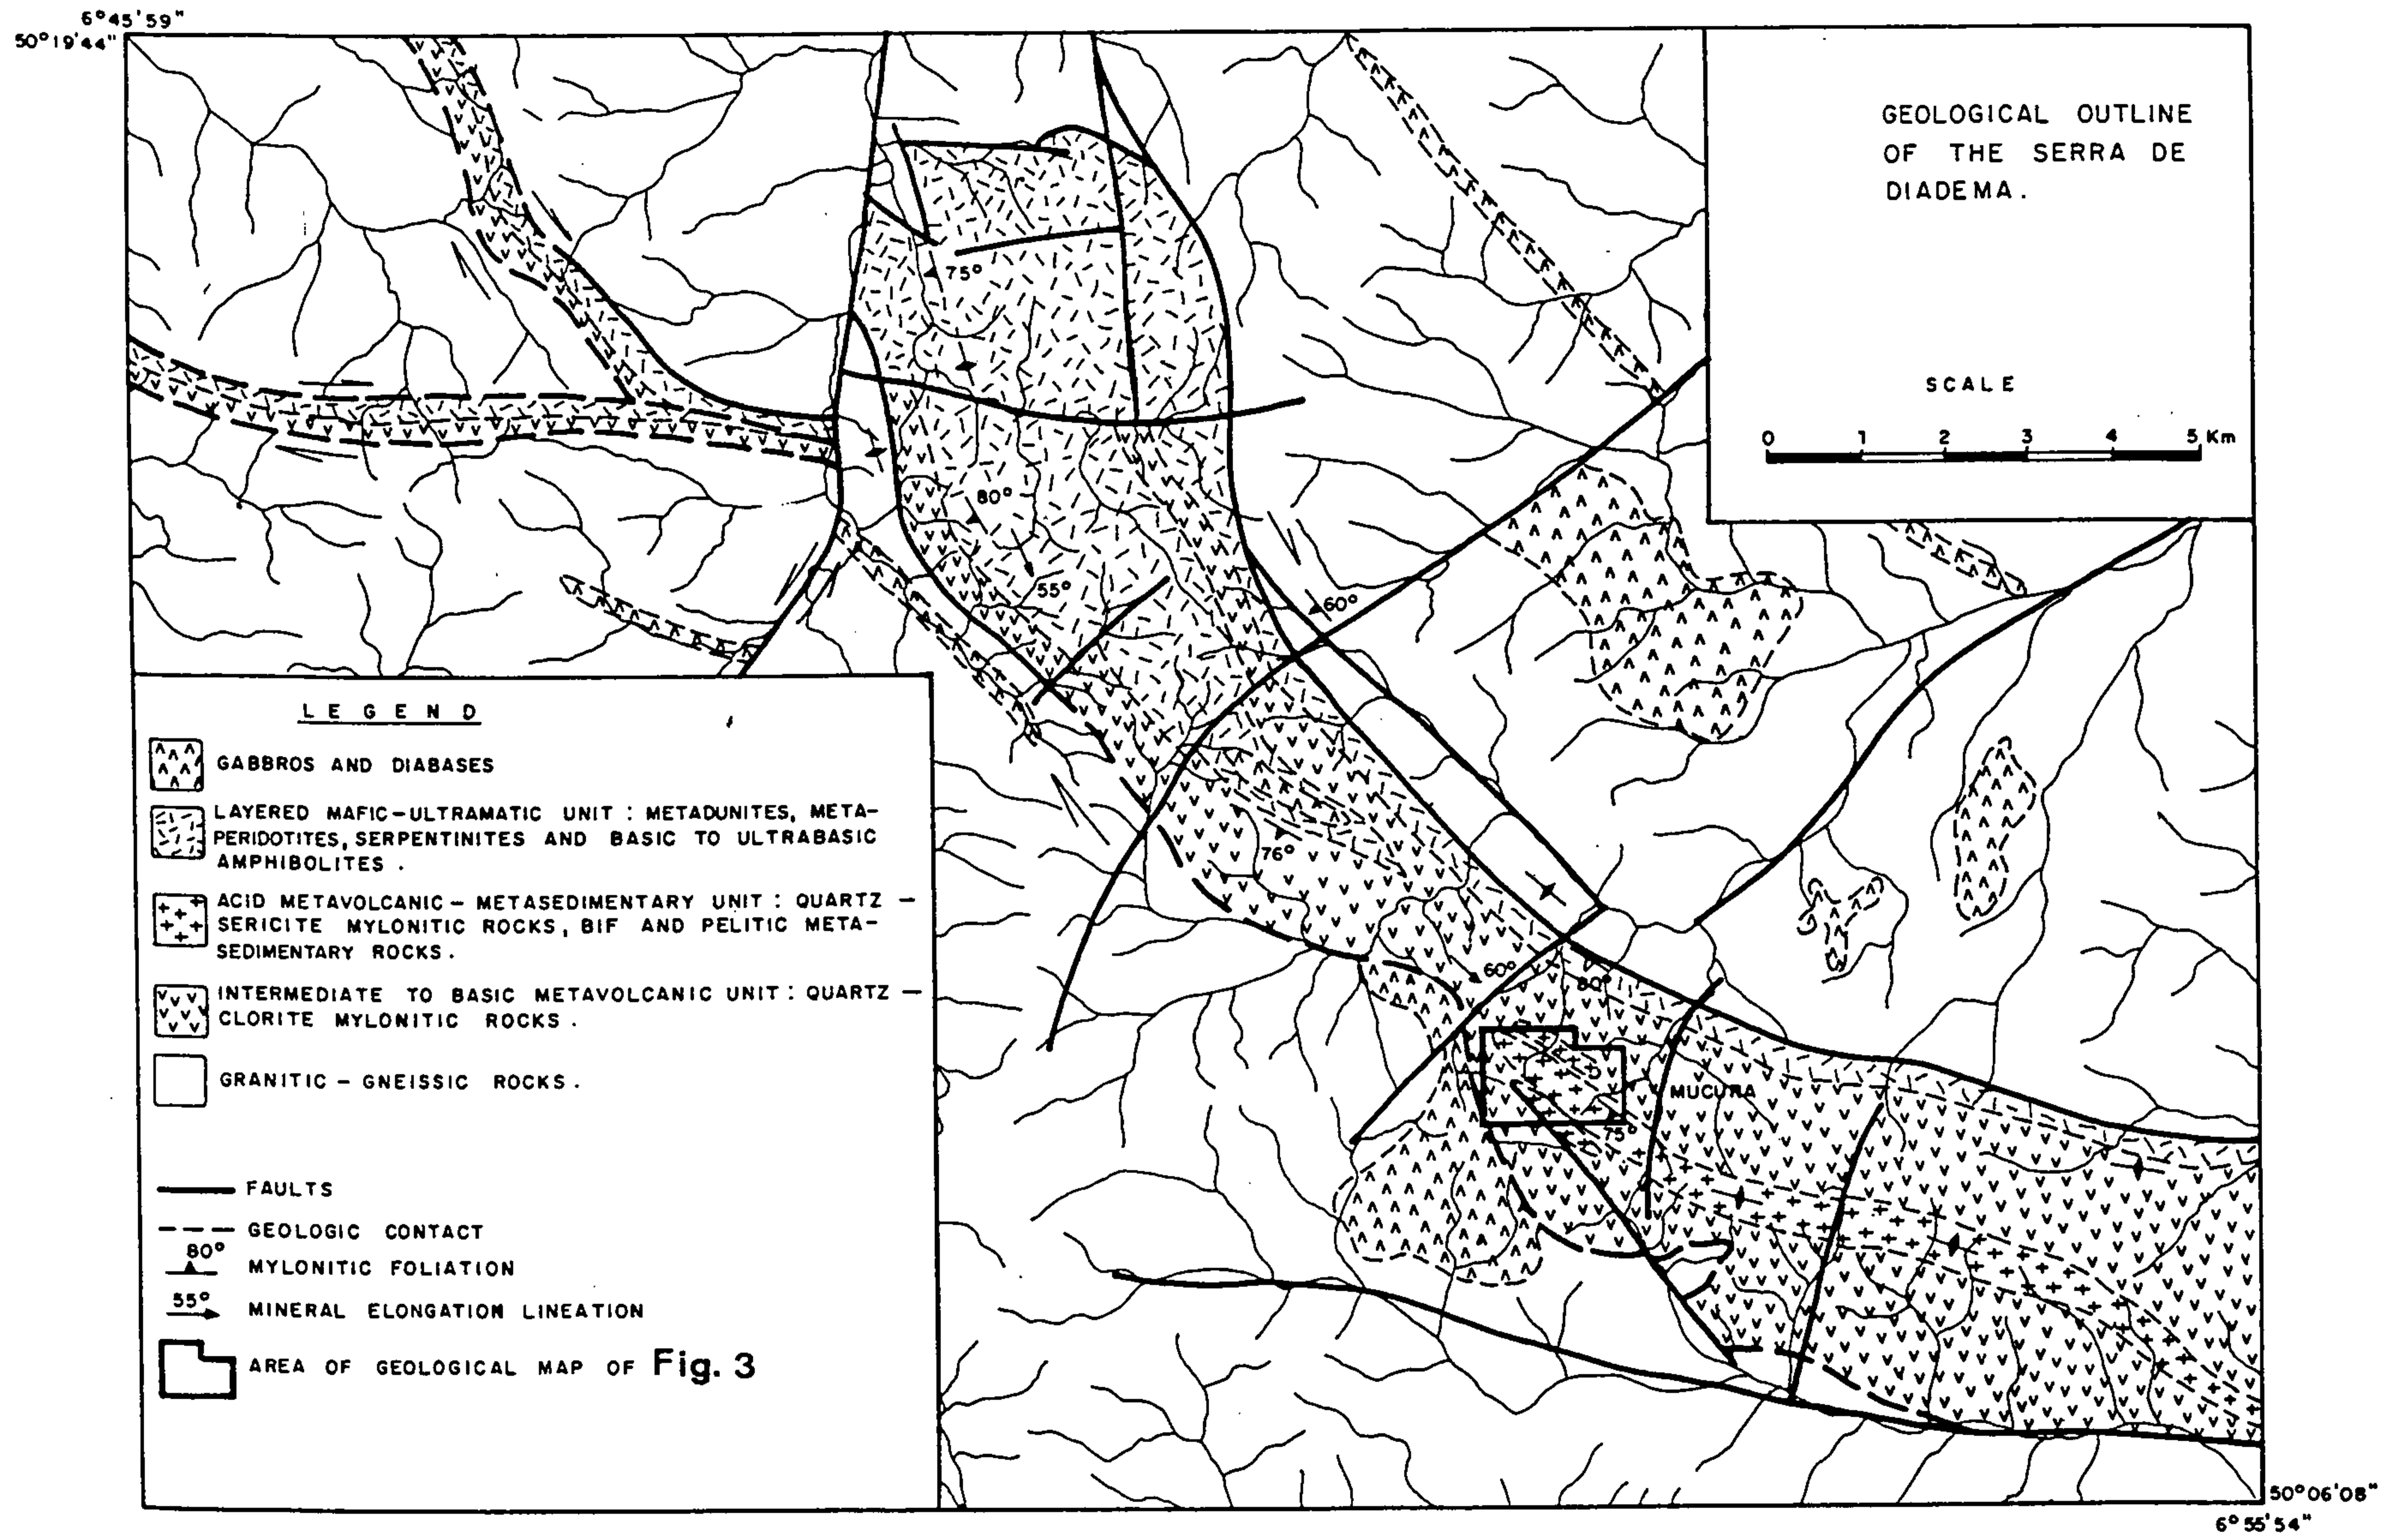 6°45'59"
50°19'44"
GEOLOGICAL OUTLINE
OF THE SERRA DE
DIADEMA.
SCALE
0 1 2 3 4 5 Km
75°
80°
55°
60°
76°
60°
80°
MUCURA
75°
LEGEND
GABBROS AND DIABASES
LAYERED MAFIC-ULTRAMATIC UNIT : METADUNITES, META-
PERIDOTITES, SERPENTINITES AND BASIC TO ULTRABASIC
AMPHIBOLITES .
ACID METAVOLCANIC - METASEDIMENTARY UNIT : QUARTZ -
SERICITE MYLONITIC ROCKS, BIF AND PELITIC META-
SEDIMENTARY ROCKS .
INTERMEDIATE TO BASIC METAVOLCANIC UNIT : QUARTZ -
CLORITE MYLONITIC ROCKS .
GRANITIC - GNEISSIC ROCKS .
FAULTS
GEOLOGIC CONTACT
80°
MYLONITIC FOLIATION
55°
MINERAL ELONGATION LINEATION
AREA OF GEOLOGICAL MAP OF Fig. 3
50°06'08"
6°55'54"